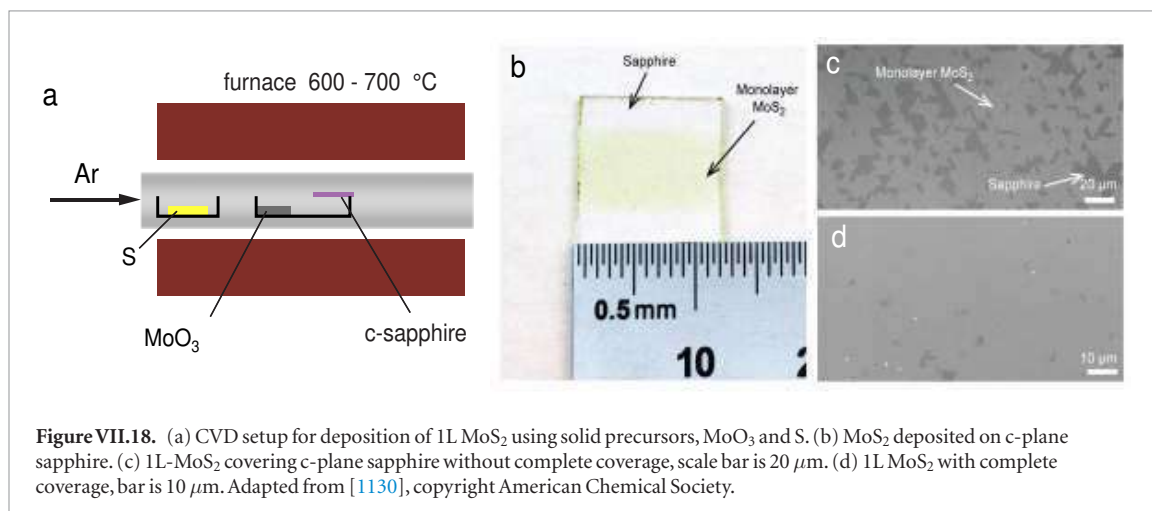 a
furnace 600 - 700 °C
Ar
S
MoO₃
c-sapphire
b
Sapphire
Monolayer
MoS₂
0.5 mm
10
c
Monolayer MoS₂
Sapphire
20 µm
d
10 µm
Figure VII.18. (a) CVD setup for deposition of 1L MoS₂ using solid precursors, MoO₃ and S. (b) MoS₂ deposited on c-plane
sapphire. (c) 1L-MoS₂ covering c-plane sapphire without complete coverage, scale bar is 20 μm. (d) 1L MoS₂ with complete
coverage, bar is 10 μm. Adapted from [1130], copyright American Chemical Society.